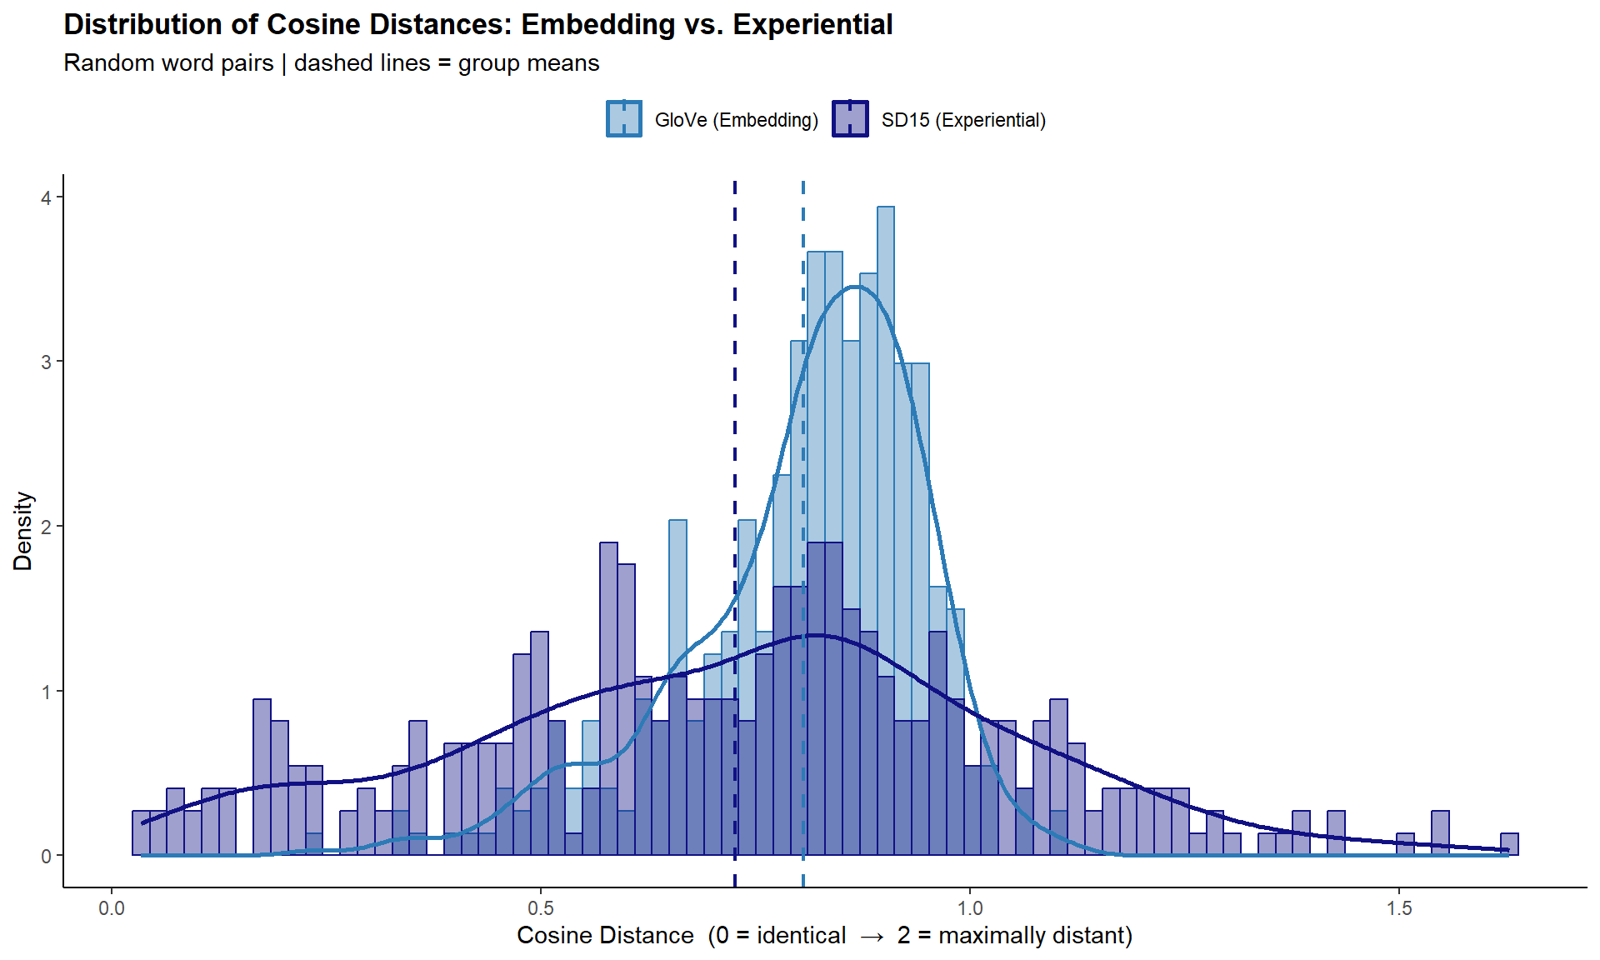 Distribution of Cosine Distances: Embedding vs. Experiential
Random word pairs | dashed lines = group means
GloVe (Embedding) SD15 (Experiential)
4
3
2
1
0
Density
0.0 0.5 1.0 1.5
Cosine Distance (0 = identical → 2 = maximally distant)